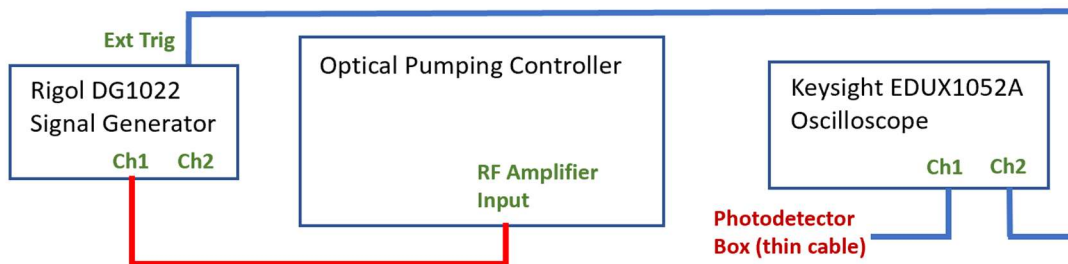 Ext Trig
Rigol DG1022
Signal Generator
Ch1 Ch2
Optical Pumping Controller
RF Amplifier
Input
Keysight EDUX1052A
Oscilloscope
Ch1 Ch2
Photodetector
Box (thin cable)